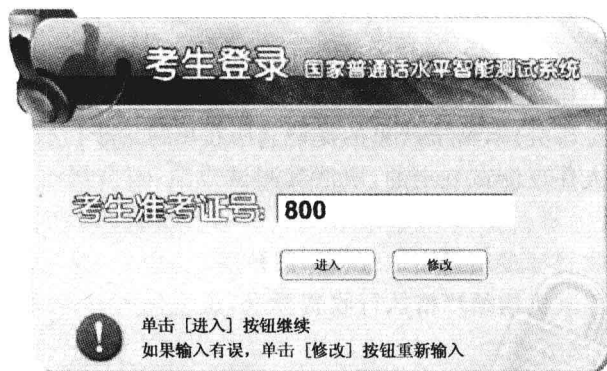 考生登录 国家普通话水平智能测试系统
考生准考证号: 800
进入 修改
单击 [进入] 按钮继续
如果输入有误,单击 [修改] 按钮重新输入